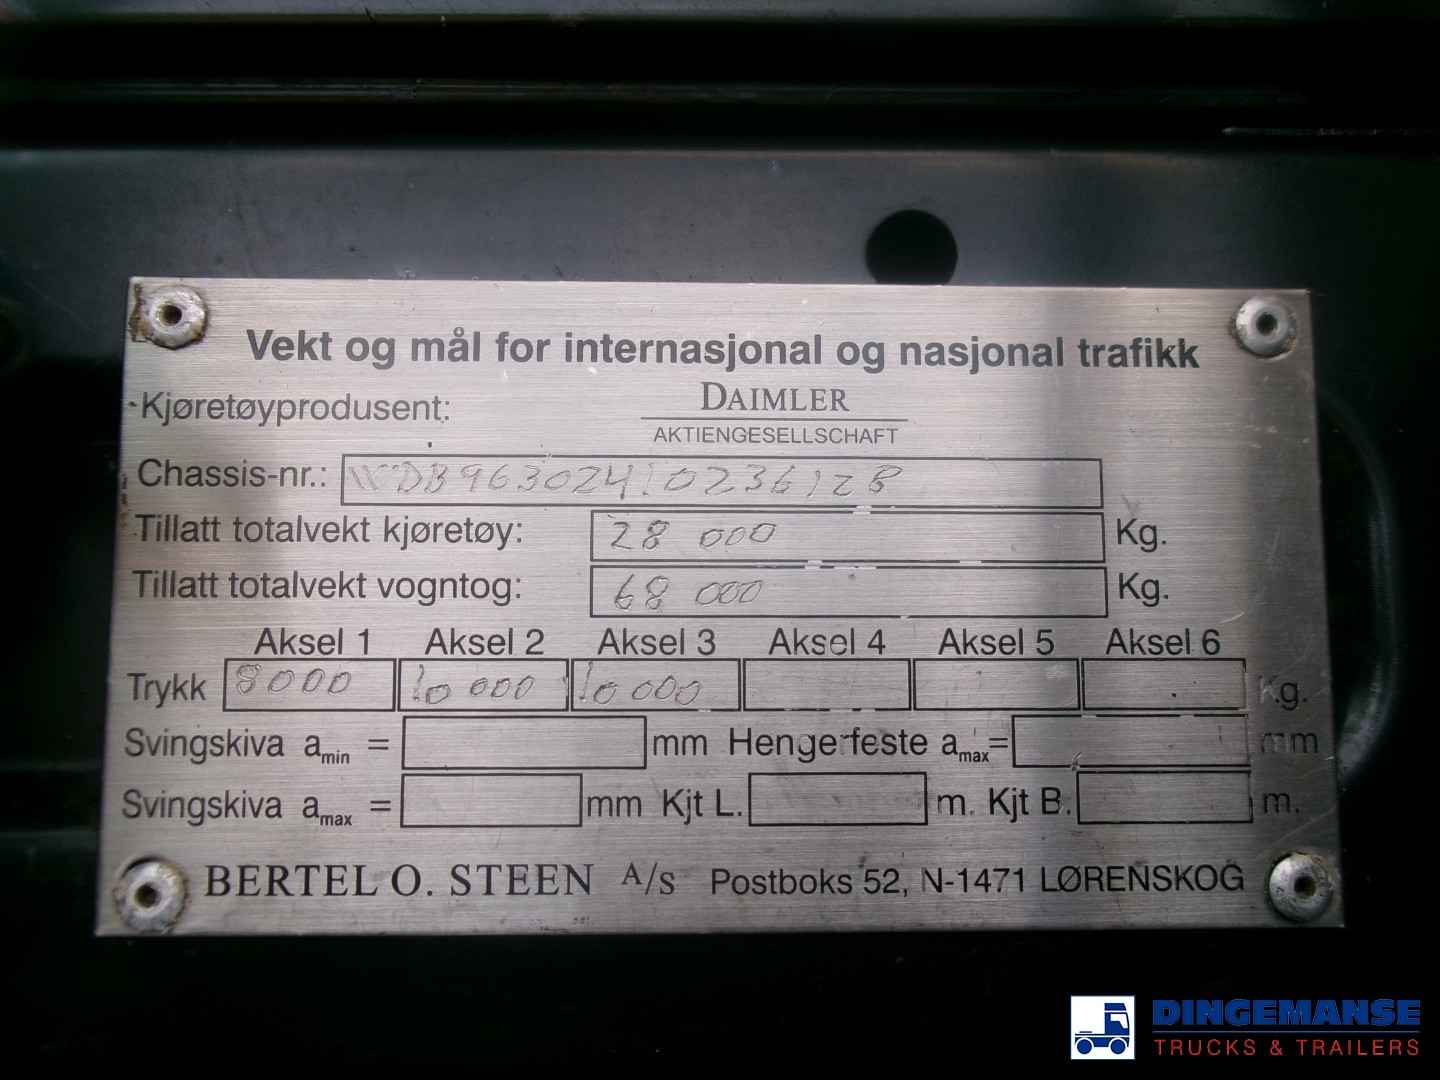 Vekt og mål for internasjonal og nasjonal trafikk
Kjøretøyprodusent: DAIMLER
AKTIENGESELLSCHAFT
Chassis-nr.: WDB96302410236128
Tillatt totalvekt kjøretøy: 28 000 Kg.
Tillatt totalvekt vogntog: 68 000 Kg.
Aksel 1 Aksel 2 Aksel 3 Aksel 4 Aksel 5 Aksel 6
Trykk 8000 10 000 10 000 Kg.
Svingskiva amin = mm Hengerfeste amax= mm
Svingskiva amax = mm Kjt L. m. Kjt B. m.
BERTEL O. STEEN A/S Postboks 52, N-1471 LØRENSKOG
DINGEMANSE
TRUCKS & TRAILERS